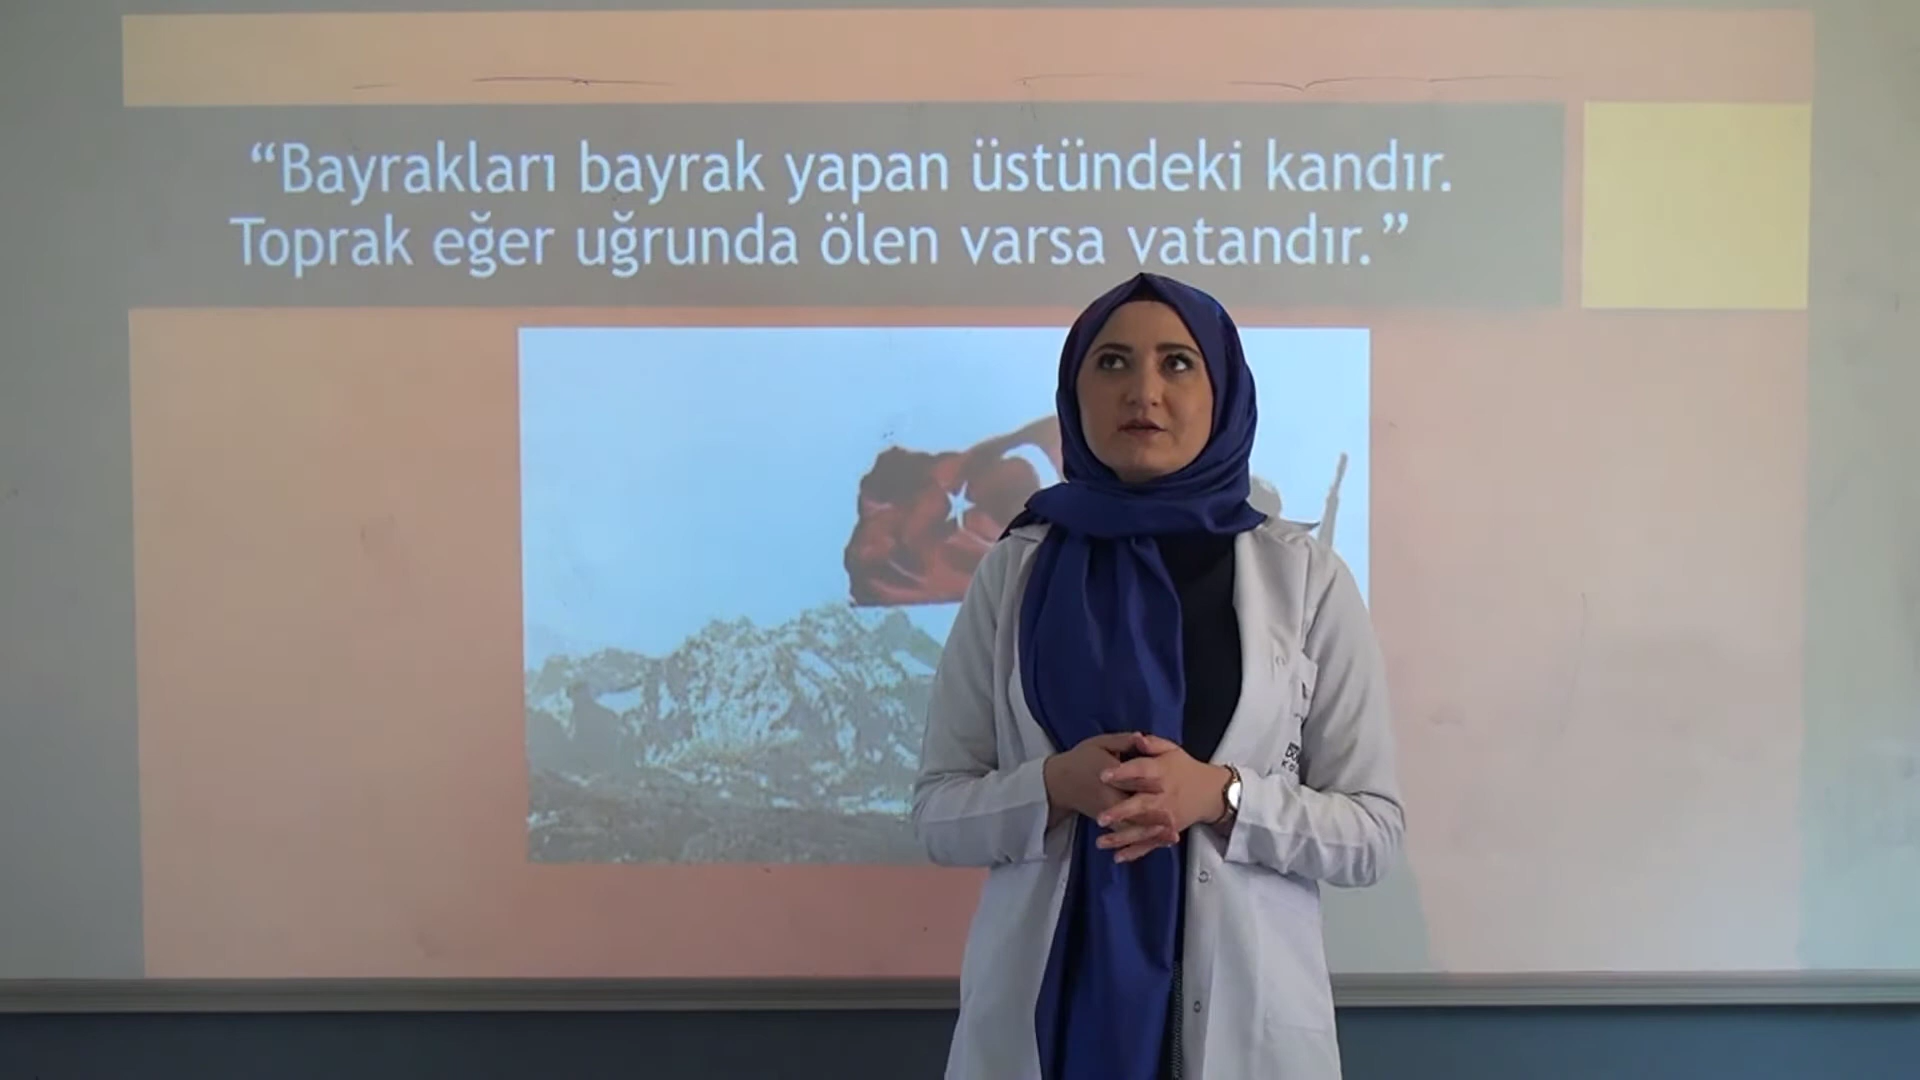 “Bayrakları bayrak yapan üstündeki kandır.
Toprak eğer uğrunda ölen varsa vatandır.”